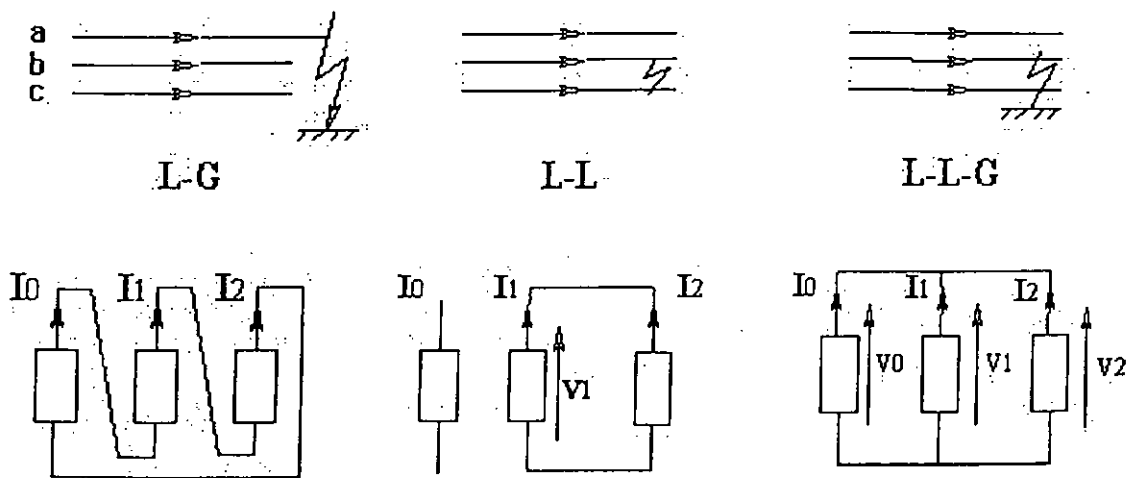 a
b
c
L-G
L-L
L-L-G
I0 I1 I2
I0 I1 I2
V1
I0 I1 I2
V0 V1 V2